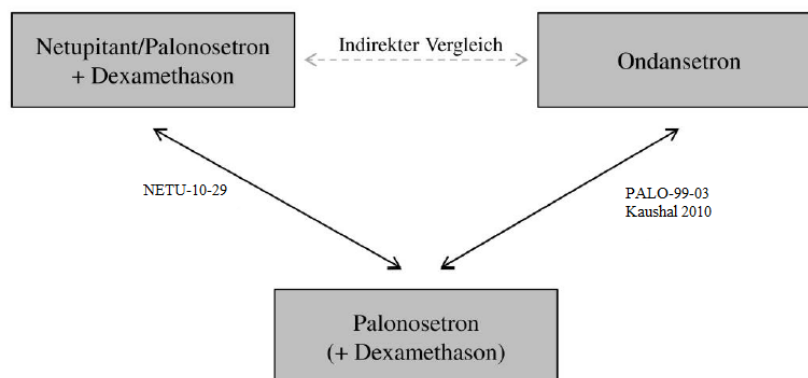 Netupitant/Palonosetron
+ Dexamethason
Indirekter Vergleich
Ondansetron
NETU-10-29
PALO-99-03
Kaushal 2010
Palonosetron
(+ Dexamethason)